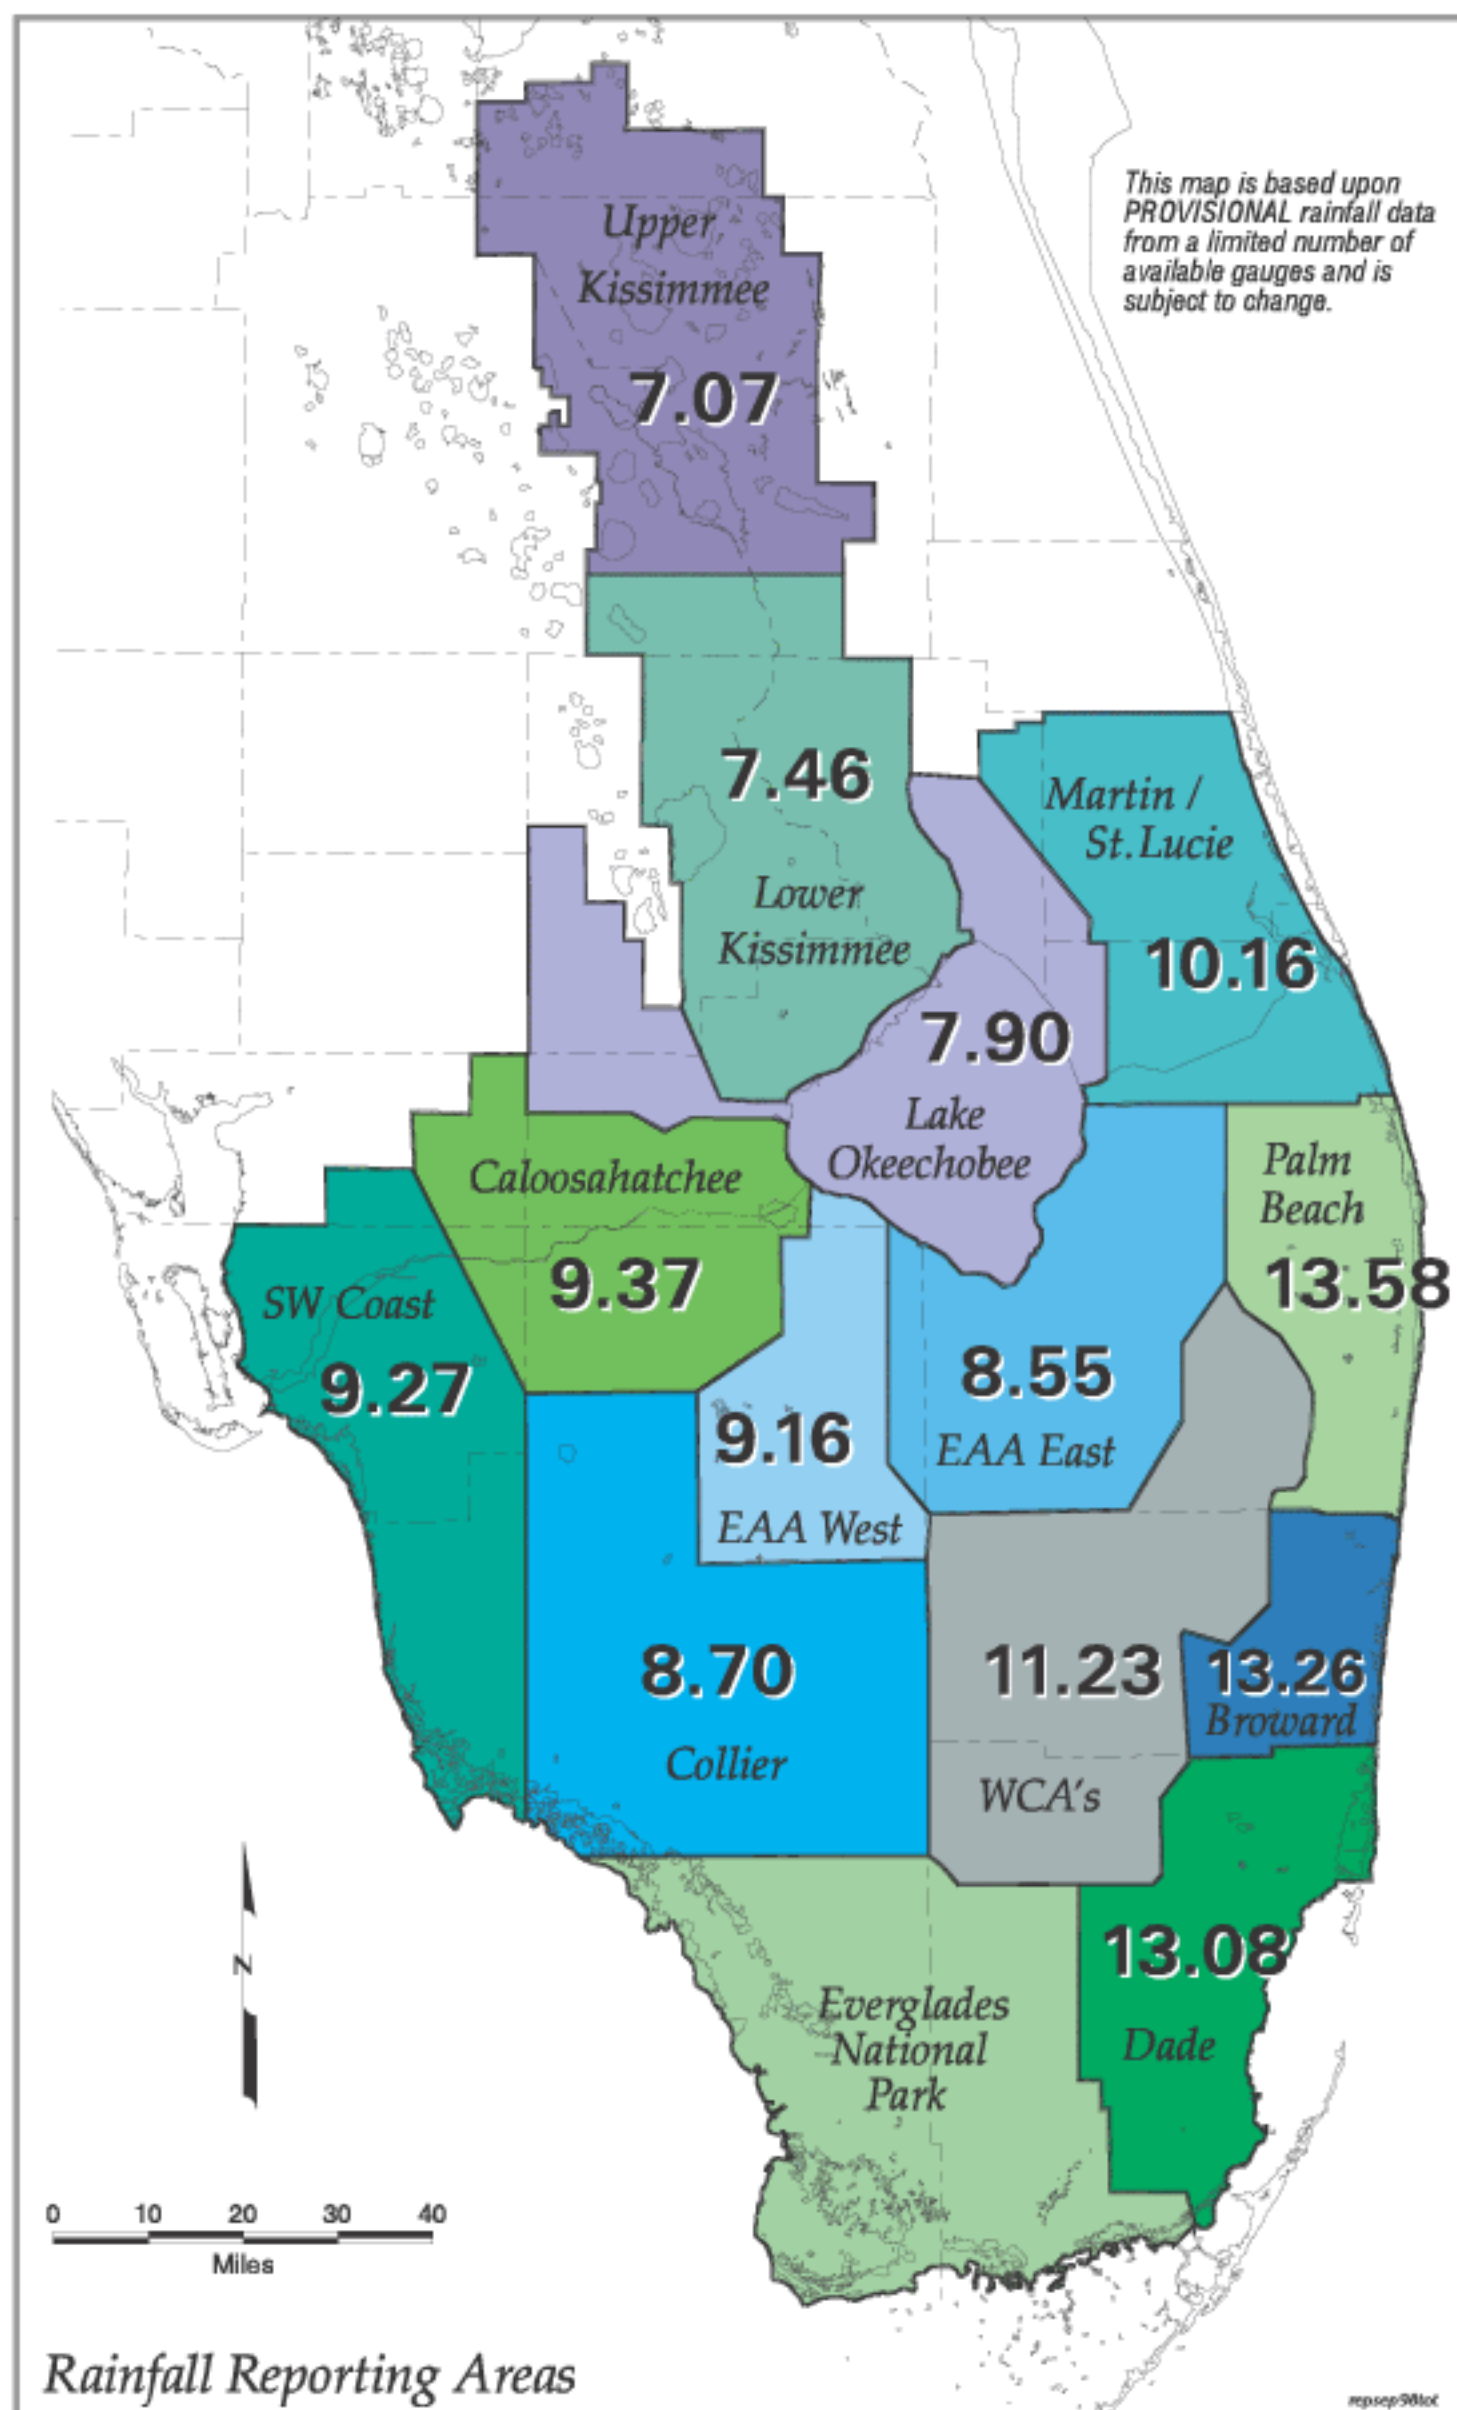 This map is based upon
PROVISIONAL rainfall data
from a limited number of
available gauges and is
subject to change.
Upper
Kissimmee
7.07
7.46
Lower
Kissimmee
Martin /
St. Lucie
10.16
7.90
Lake
Okeechobee
Caloosahatchee
9.37
Palm
Beach
13.58
SW Coast
9.27
8.55
EAA East
9.16
EAA West
8.70
Collier
11.23
WCA's
13.26
Broward
13.08
Dade
Everglades
National
Park
N
0 10 20 30 40
Miles
Rainfall Reporting Areas
repsep98tot